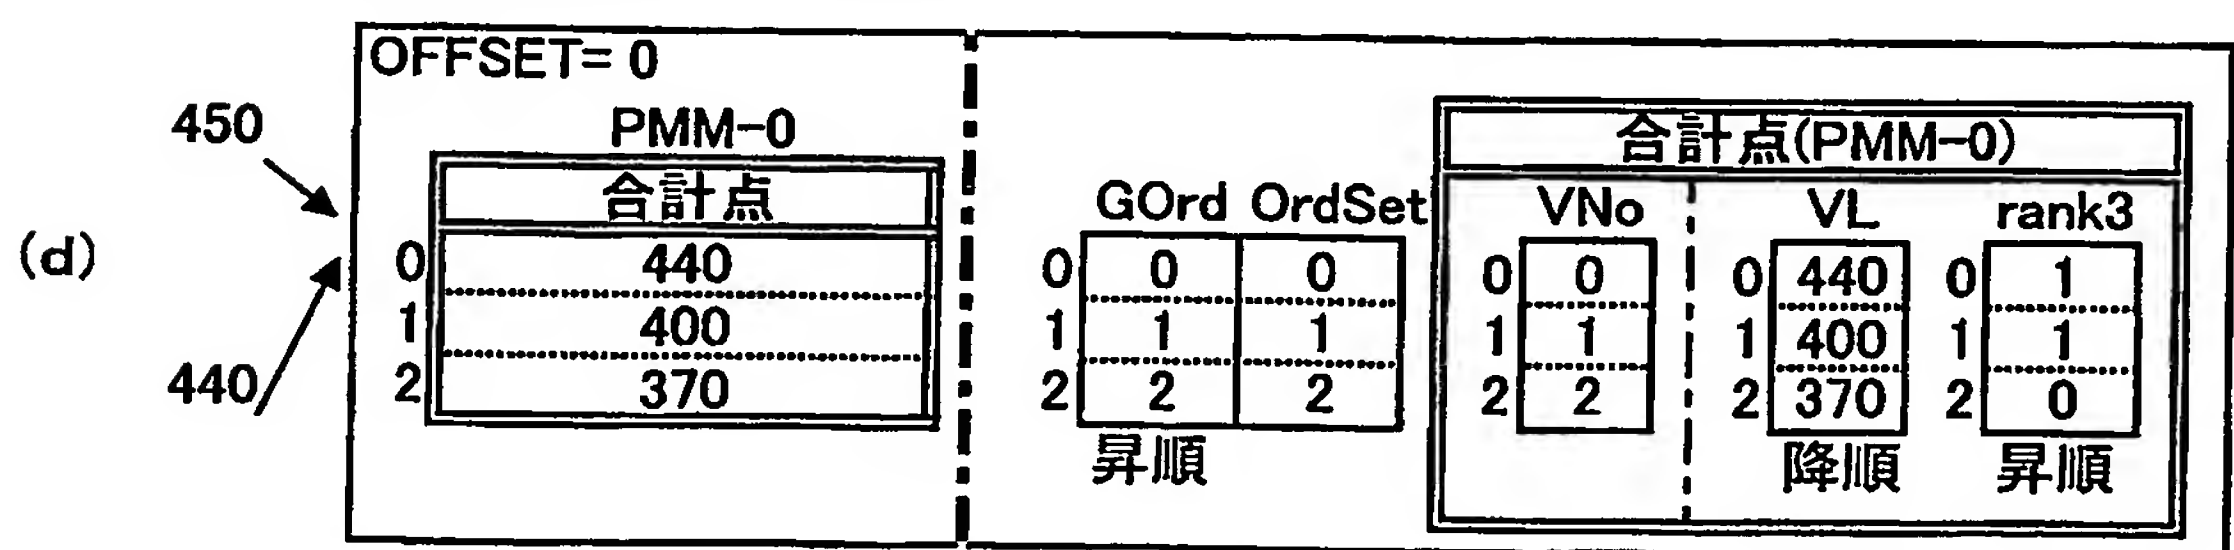 (d)
450
440
OFFSET= 0
PMM-0
合計点
0 440
1 400
2 370
GOrd OrdSet
0 0 0
1 1 1
2 2 2
昇順
合計点(PMM-0)
VNo VL rank3
0 0 0 440 0 1
1 1 1 400 1 1
2 2 2 370 2 0
降順 昇順